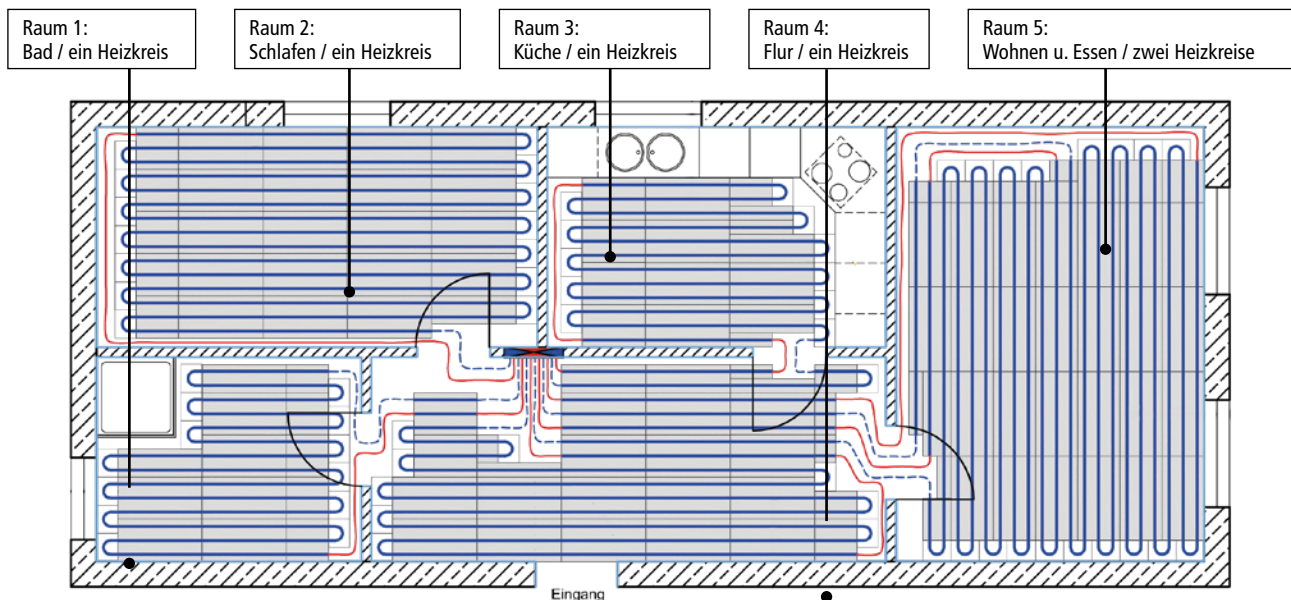 Raum 1:
Bad / ein Heizkreis
Raum 2:
Schlafen / ein Heizkreis
Raum 3:
Küche / ein Heizkreis
Raum 4:
Flur / ein Heizkreis
Raum 5:
Wohnen u. Essen / zwei Heizkreise
Eingang